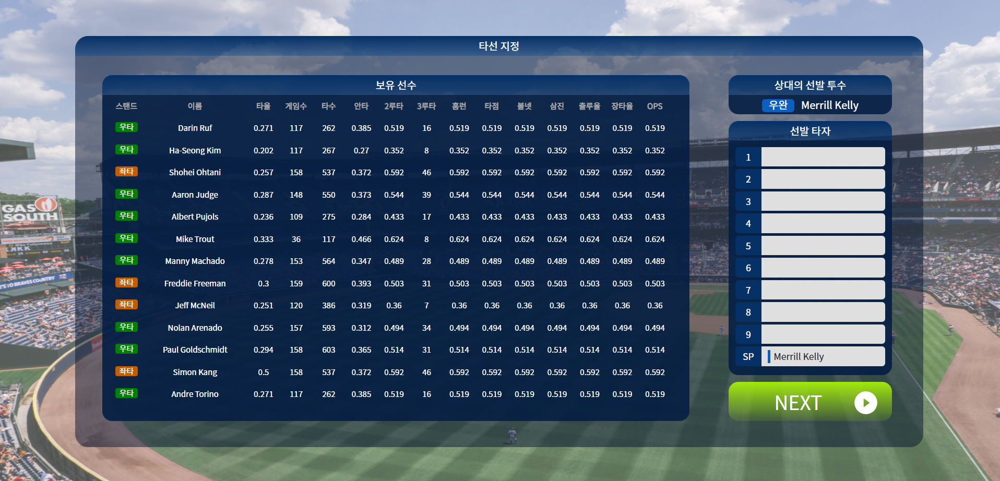 타선 지정
보유 선수
스탠드 이름 타율 게임수 타수 안타 2루타 3루타 홈런 타점 볼넷 삼진 출루율 장타율 OPS
우타 Darin Ruf 0.271 117 262 0.385 0.519 16 0.519 0.519 0.519 0.519 0.519 0.519 0.519
우타 Ha-Seong Kim 0.202 117 267 0.27 0.352 8 0.352 0.352 0.352 0.352 0.352 0.352 0.352
좌타 Shohei Ohtani 0.257 158 537 0.372 0.592 46 0.592 0.592 0.592 0.592 0.592 0.592 0.592
우타 Aaron Judge 0.287 148 550 0.373 0.544 39 0.544 0.544 0.544 0.544 0.544 0.544 0.544
우타 Albert Pujols 0.236 109 275 0.284 0.433 17 0.433 0.433 0.433 0.433 0.433 0.433 0.433
우타 Mike Trout 0.333 36 117 0.466 0.624 8 0.624 0.624 0.624 0.624 0.624 0.624 0.624
우타 Manny Machado 0.278 153 564 0.347 0.489 28 0.489 0.489 0.489 0.489 0.489 0.489 0.489
좌타 Freddie Freeman 0.3 159 600 0.393 0.503 31 0.503 0.503 0.503 0.503 0.503 0.503 0.503
좌타 Jeff McNeil 0.251 120 386 0.319 0.36 7 0.36 0.36 0.36 0.36 0.36 0.36 0.36
우타 Nolan Arenado 0.255 157 593 0.312 0.494 34 0.494 0.494 0.494 0.494 0.494 0.494 0.494
우타 Paul Goldschmidt 0.294 158 603 0.365 0.514 31 0.514 0.514 0.514 0.514 0.514 0.514 0.514
좌타 Simon Kang 0.5 158 537 0.372 0.592 46 0.592 0.592 0.592 0.592 0.592 0.592 0.592
우타 Andre Torino 0.271 117 262 0.385 0.519 16 0.519 0.519 0.519 0.519 0.519 0.519 0.519
상대의 선발 투수
우완 Merrill Kelly
선발 타자
1
2
3
4
5
6
7
8
9
SP Merrill Kelly
NEXT
GAS
SOUTH